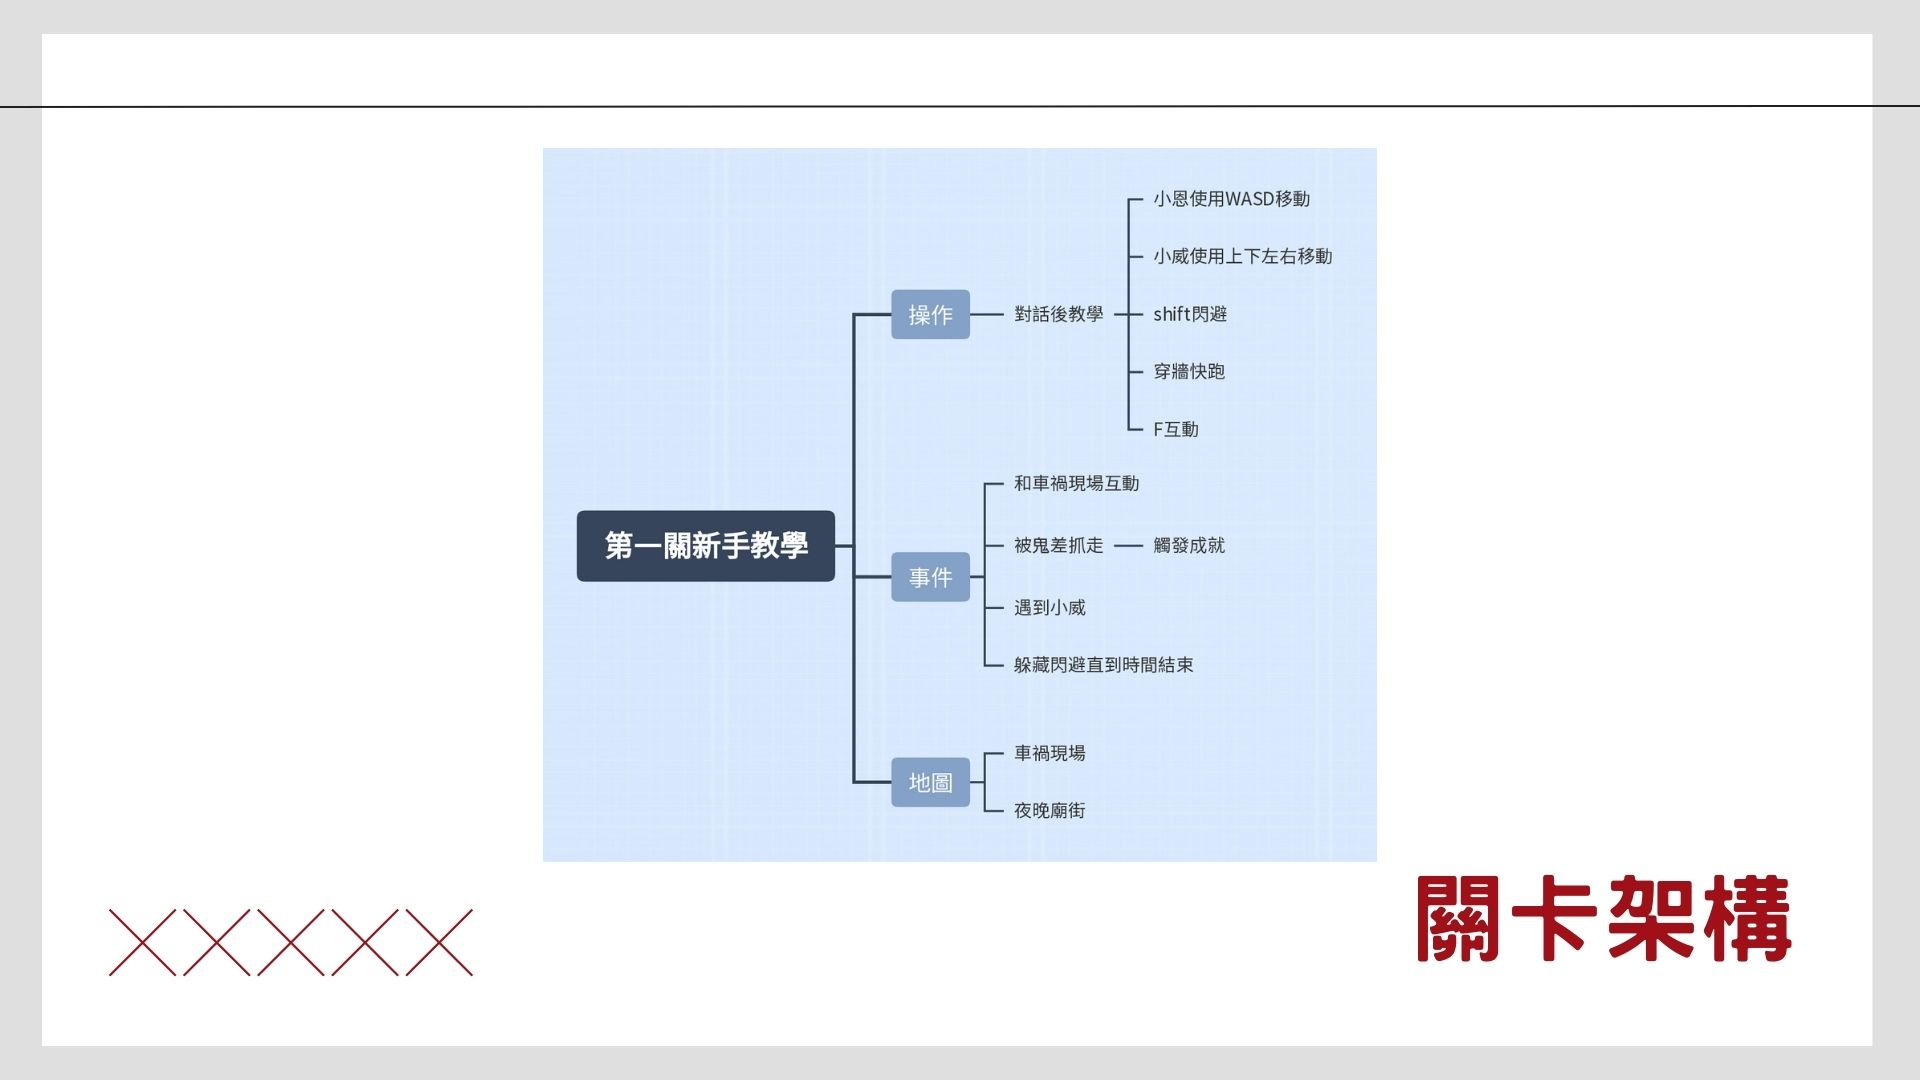 第一關新手教學
操作
對話後教學
小恩使用WASD移動
小威使用上下左右移動
shift閃避
穿牆快跑
F互動
事件
和車禍現場互動
被鬼差抓走
觸發成就
遇到小威
躲藏閃避直到時間結束
地圖
車禍現場
夜晚廟街
關卡架構